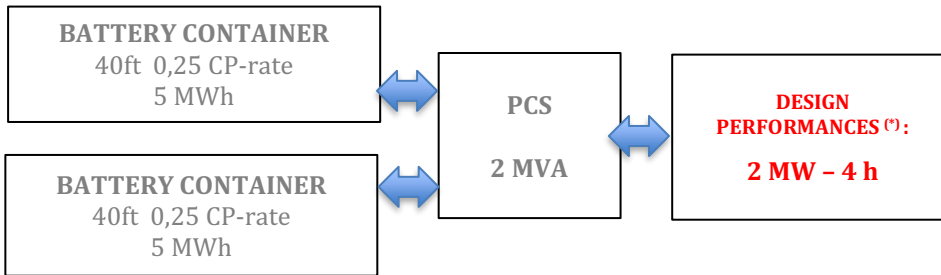 BATTERY CONTAINER
40ft 0,25 CP-rate
5 MWh
BATTERY CONTAINER
40ft 0,25 CP-rate
5 MWh
PCS
2 MVA
DESIGN
PERFORMANCES (*) :
2 MW – 4 h